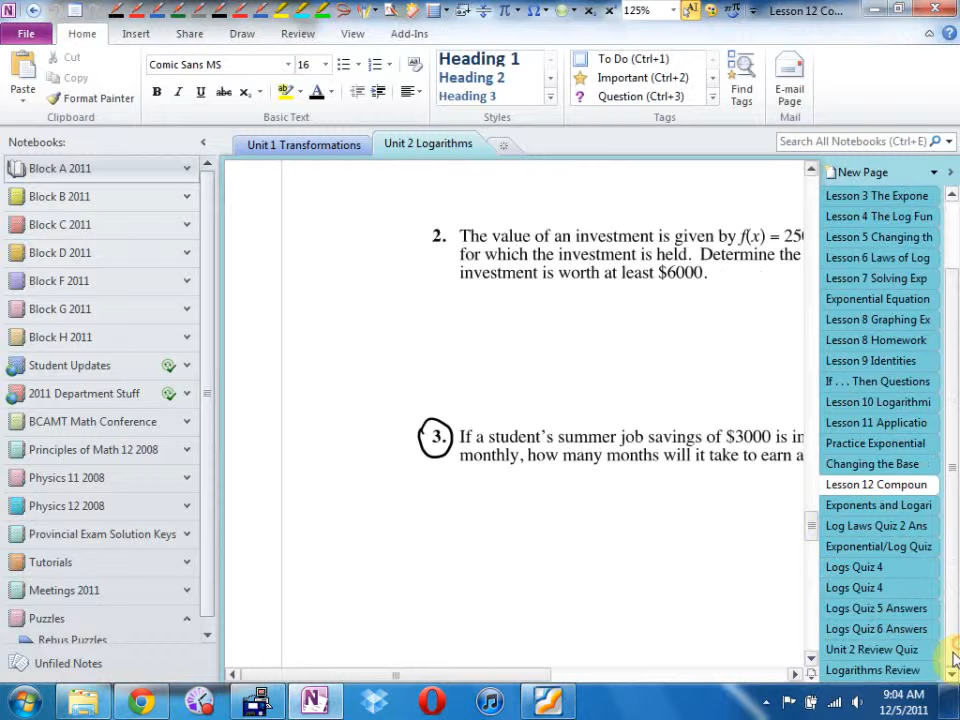 125%
AI
Lesson 12 Co...
File
Home
Insert
Share
Draw
Review
View
Add-Ins
Paste
Cut
Copy
Format Painter
Clipboard
Comic Sans MS
16
B I U abc X₂
A
Basic Text
Heading 1
Heading 2
Heading 3
Styles
To Do (Ctrl+1)
Important (Ctrl+2)
Question (Ctrl+3)
Tags
Find Tags
E-mail Page
Mail
Notebooks:
Unit 1 Transformations
Unit 2 Logarithms
Search All Notebooks (Ctrl+E)
Block A 2011
Block B 2011
Block C 2011
Block D 2011
Block F 2011
Block G 2011
Block H 2011
Student Updates
2011 Department Stuff
BCAMT Math Conference
Principles of Math 12 2008
Physics 11 2008
Physics 12 2008
Provincial Exam Solution Keys
Tutorials
Meetings 2011
Puzzles
Rebus Puzzles
Unfiled Notes
2. The value of an investment is given by f(x) = 25
for which the investment is held. Determine the
investment is worth at least $6000.
3. If a student's summer job savings of $3000 is in
monthly, how many months will it take to earn a
New Page
Lesson 3 The Expone
Lesson 4 The Log Fun
Lesson 5 Changing th
Lesson 6 Laws of Log
Lesson 7 Solving Exp
Exponential Equation
Lesson 8 Graphing Ex
Lesson 8 Homework
Lesson 9 Identities
If . . . Then Questions
Lesson 10 Logarithmi
Lesson 11 Applicatio
Practice Exponential
Changing the Base
Lesson 12 Compoun
Exponents and Logari
Log Laws Quiz 2 Ans
Exponential/Log Quiz
Logs Quiz 4
Logs Quiz 4
Logs Quiz 5 Answers
Logs Quiz 6 Answers
Unit 2 Review Quiz
Logarithms Review
9:04 AM
12/5/2011